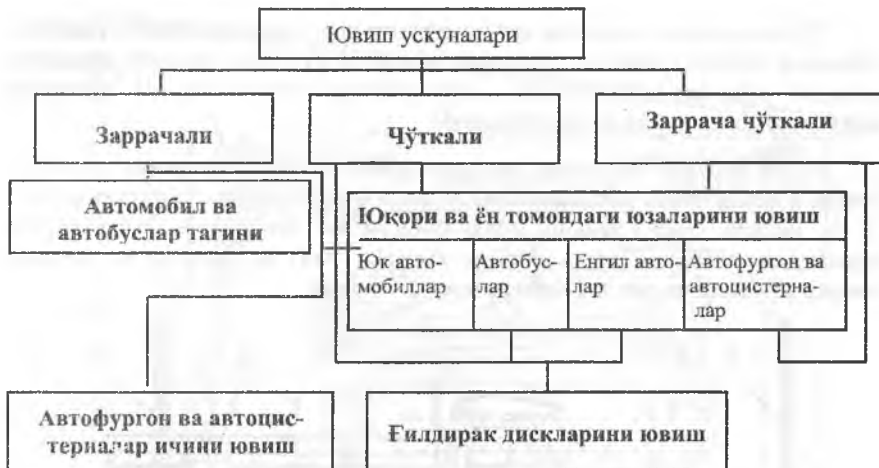 Ювиш ускуналари
Заррачали
Чўткали
Заррача чўткали
Автомобил ва
автобуслар тагини
Юқори ва ён томондаги юзаларини ювиш
Юк авто-
мобиллар
Автобус-
лар
Енгил авто-
лар
Автофургон ва
автоцистерна-
лар
Автофургон ва автоцис-
терналар ичини ювиш
Ғилдирак дискларини ювиш